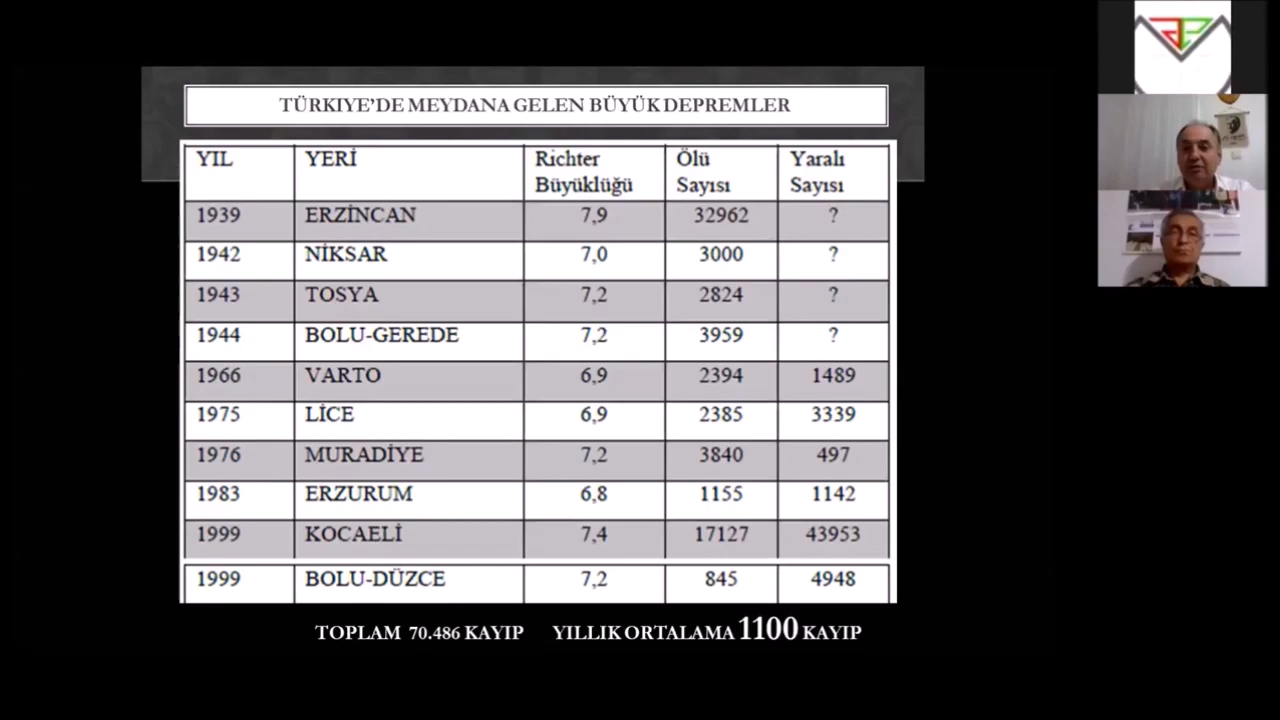 TÜRKIYE'DE MEYDANA GELEN BÜYÜK DEPREMLER
YIL YERİ Richter Büyüklüğü Ölü Sayısı Yaralı Sayısı
1939 ERZİNCAN 7,9 32962 ?
1942 NİKSAR 7,0 3000 ?
1943 TOSYA 7,2 2824 ?
1944 BOLU-GEREDE 7,2 3959 ?
1966 VARTO 6,9 2394 1489
1975 LİCE 6,9 2385 3339
1976 MURADİYE 7,2 3840 497
1983 ERZURUM 6,8 1155 1142
1999 KOCAELİ 7,4 17127 43953
1999 BOLU-DÜZCE 7,2 845 4948
TOPLAM 70.486 KAYIP YILLIK ORTALAMA 1100 KAYIP